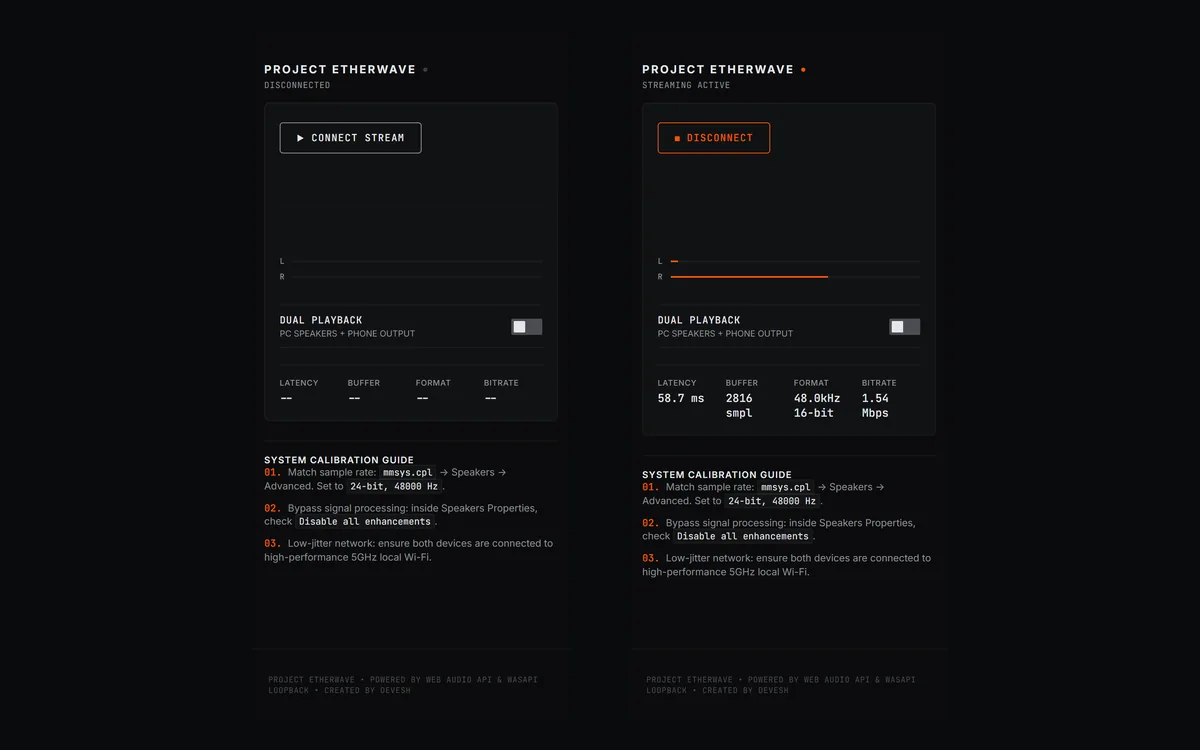 PROJECT ETHERWAVE
DISCONNECTED
CONNECT STREAM
L
R
DUAL PLAYBACK
PC SPEAKERS + PHONE OUTPUT
LATENCY BUFFER FORMAT BITRATE
-- -- -- --
SYSTEM CALIBRATION GUIDE
01. Match sample rate: mmsys.cpl → Speakers →
Advanced. Set to 24-bit, 48000 Hz.
02. Bypass signal processing: inside Speakers Properties,
check Disable all enhancements.
03. Low-jitter network: ensure both devices are connected to
high-performance 5GHz local Wi-Fi.
PROJECT ETHERWAVE • POWERED BY WEB AUDIO API & WASAPI
LOOPBACK • CREATED BY DEVESH
PROJECT ETHERWAVE
STREAMING ACTIVE
DISCONNECT
L
R
DUAL PLAYBACK
PC SPEAKERS + PHONE OUTPUT
LATENCY BUFFER FORMAT BITRATE
58.7 ms 2816 48.0kHz 1.54
smpl 16-bit Mbps
SYSTEM CALIBRATION GUIDE
01. Match sample rate: mmsys.cpl → Speakers →
Advanced. Set to 24-bit, 48000 Hz.
02. Bypass signal processing: inside Speakers Properties,
check Disable all enhancements.
03. Low-jitter network: ensure both devices are connected to
high-performance 5GHz local Wi-Fi.
PROJECT ETHERWAVE • POWERED BY WEB AUDIO API & WASAPI
LOOPBACK • CREATED BY DEVESH